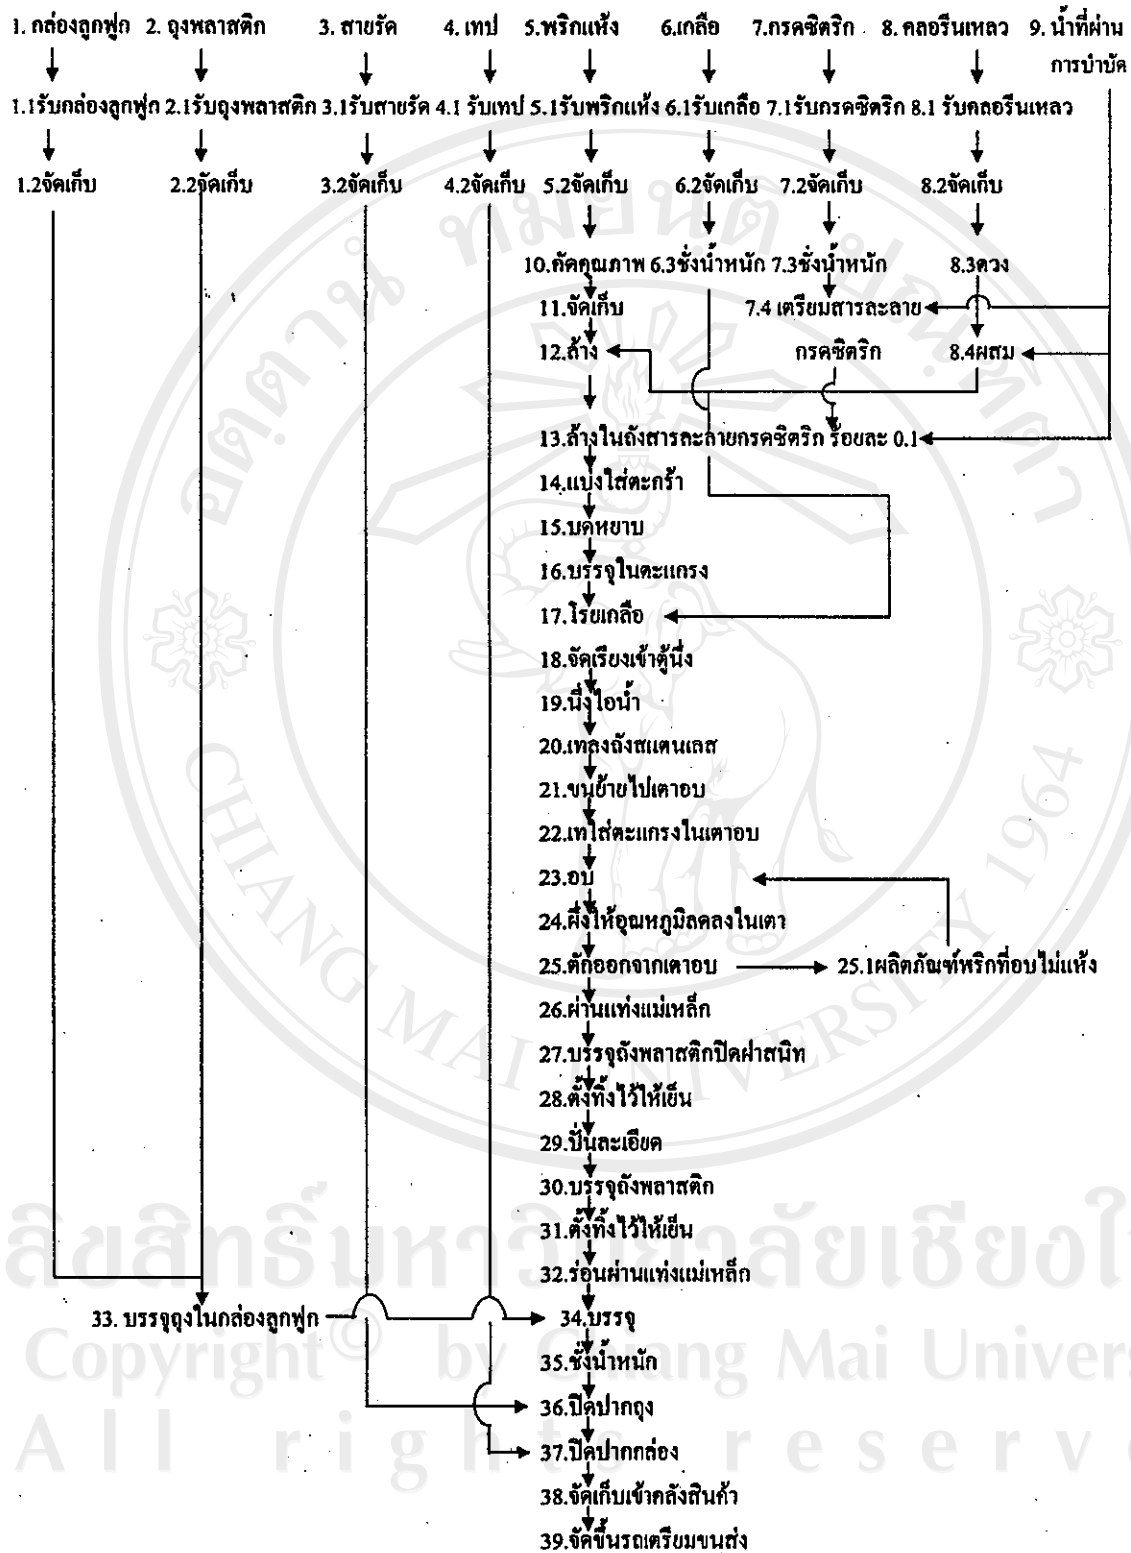 1. กล่องลูกฟูก 2. ถุงพลาสติก 3. สายรัด 4. เทป 5.พริกแห้ง 6.เกลือ 7.กรดซิตริก 8. คลอรีนเหลว 9. น้ำที่ผ่าน
การบำบัด
1.1รับกล่องลูกฟูก 2.1รับถุงพลาสติก 3.1รับสายรัด 4.1 รับเทป 5.1รับพริกแห้ง 6.1รับเกลือ 7.1รับกรดซิตริก 8.1 รับคลอรีนเหลว
1.2จัดเก็บ 2.2จัดเก็บ 3.2จัดเก็บ 4.2จัดเก็บ 5.2จัดเก็บ 6.2จัดเก็บ 7.2จัดเก็บ 8.2จัดเก็บ
10.คัดคุณภาพ 6.3ชั่งน้ำหนัก 7.3ชั่งน้ำหนัก 8.3ตวง
11.จัดเก็บ 7.4 เตรียมสารละลาย
12.ล้าง กรดซิตริก 8.4ผสม
13.ล้างในถังสารละลายกรดซิตริก ร้อยละ 0.1
14.แบ่งใส่ตะกร้า
15.บดหยาบ
16.บรรจุในตะแกรง
17.โรยเกลือ
18.จัดเรียงเข้าตู้นึ่ง
19.นึ่งไอน้ำ
20.เทลงถังสแตนเลส
21.ขนย้ายไปเตาอบ
22.เทใส่ตะแกรงในเตาอบ
23.อบ
24.ผึ่งให้อุณหภูมิลดลงในเตา
25.ตักออกจากเตาอบ 25.1ผลิตภัณฑ์พริกที่อบไม่แห้ง
26.ผ่านแท่งแม่เหล็ก
27.บรรจุถังพลาสติกปิดฝาสนิท
28.ตั้งทิ้งไว้ให้เย็น
29.ปั่นละเอียด
30.บรรจุถังพลาสติก
31.ตั้งทิ้งไว้ให้เย็น
32.ร่อนผ่านแท่งแม่เหล็ก
33. บรรจุถุงในกล่องลูกฟูก 34.บรรจุ
35.ชั่งน้ำหนัก
36.ปิดปากถุง
37.ปิดปากกล่อง
38.จัดเก็บเข้าคลังสินค้า
39.จัดขึ้นรถเตรียมขนส่ง
CHIANG MAI UNIVERSITY 1964
ลิขสิทธิ์มหาวิทยาลัยเชียงให
Copyright © by Chiang Mai Univers
All rights reserve